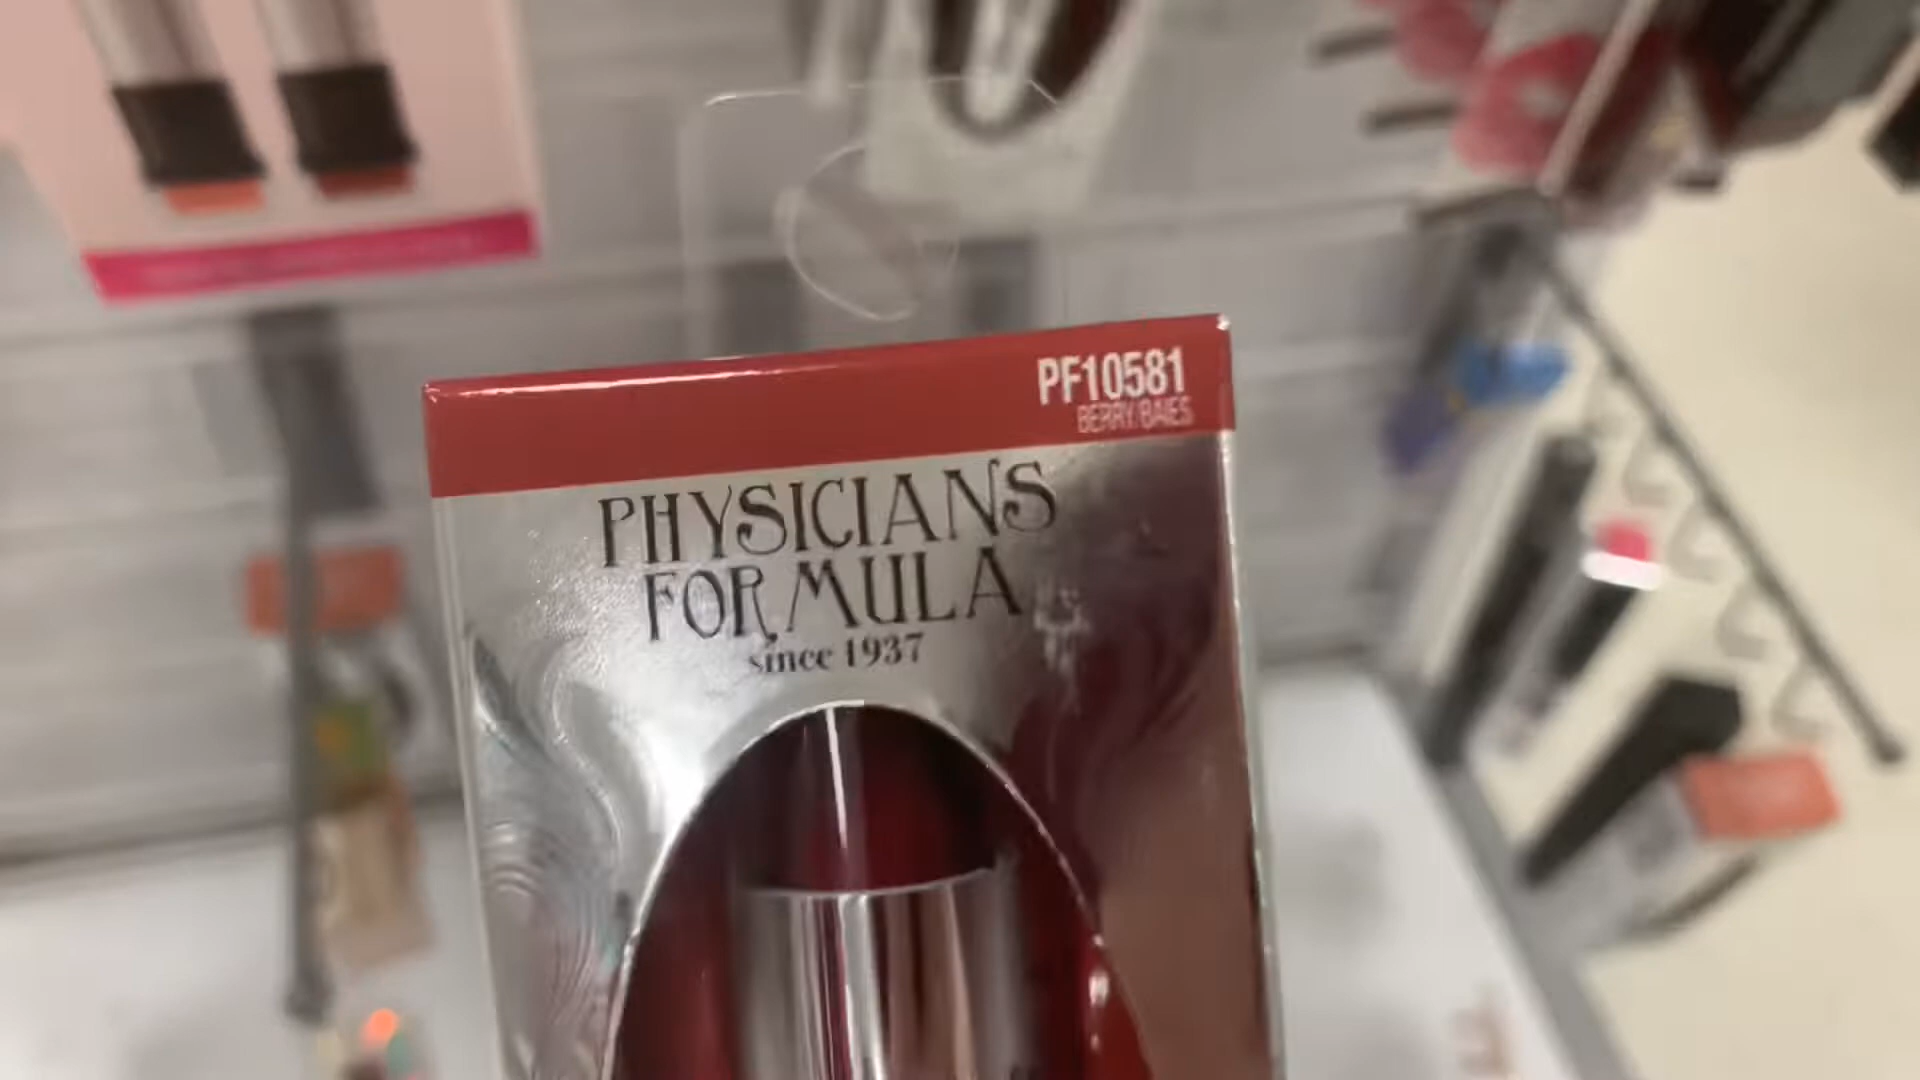 PF10581
BERRY/BAIES
PHYSICIANS
FORMULA
since 1937